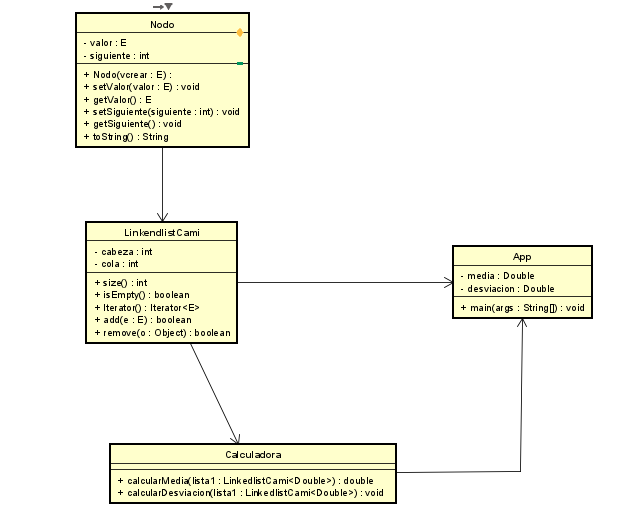 Nodo
- valor : E
- siguiente : int
+ Nodo(vcrear : E) :
+ setValor(valor : E) : void
+ getValor() : E
+ setSiguiente(siguiente : int) : void
+ getSiguiente() : void
+ toString() : String
LinkendlistCami
- cabeza : int
- cola : int
+ size() : int
+ isEmpty() : boolean
+ Iterator() : Iterator<E>
+ add(e : E) : boolean
+ remove(o : Object) : boolean
App
- media : Double
- desviacion : Double
+ main(args : String[]) : void
Calculadora
+ calcularMedia(lista1 : LinkedlistCami<Double>) : double
+ calcularDesviacion(lista1 : LinkedlistCami<Double>) : void